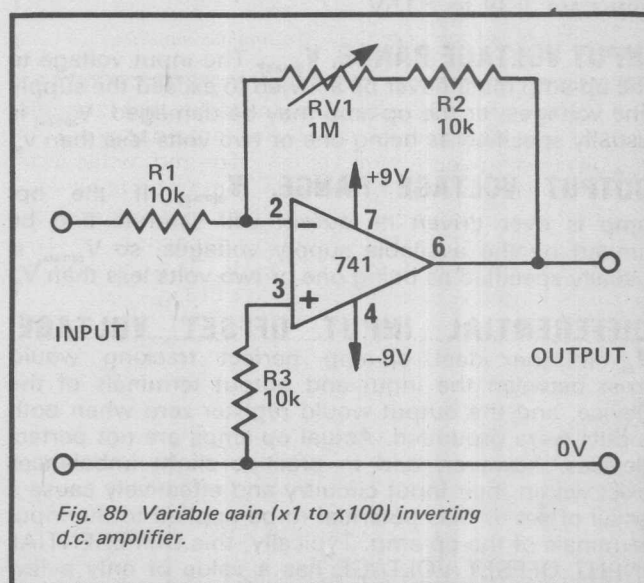 RV1
1M
R2
10k
R1
10k
+9V
2
−
7
741
6
3
+
4
−9V
INPUT
OUTPUT
R3
10k
0V
Fig. 8b Variable gain (x1 to x100) inverting
d.c. amplifier.